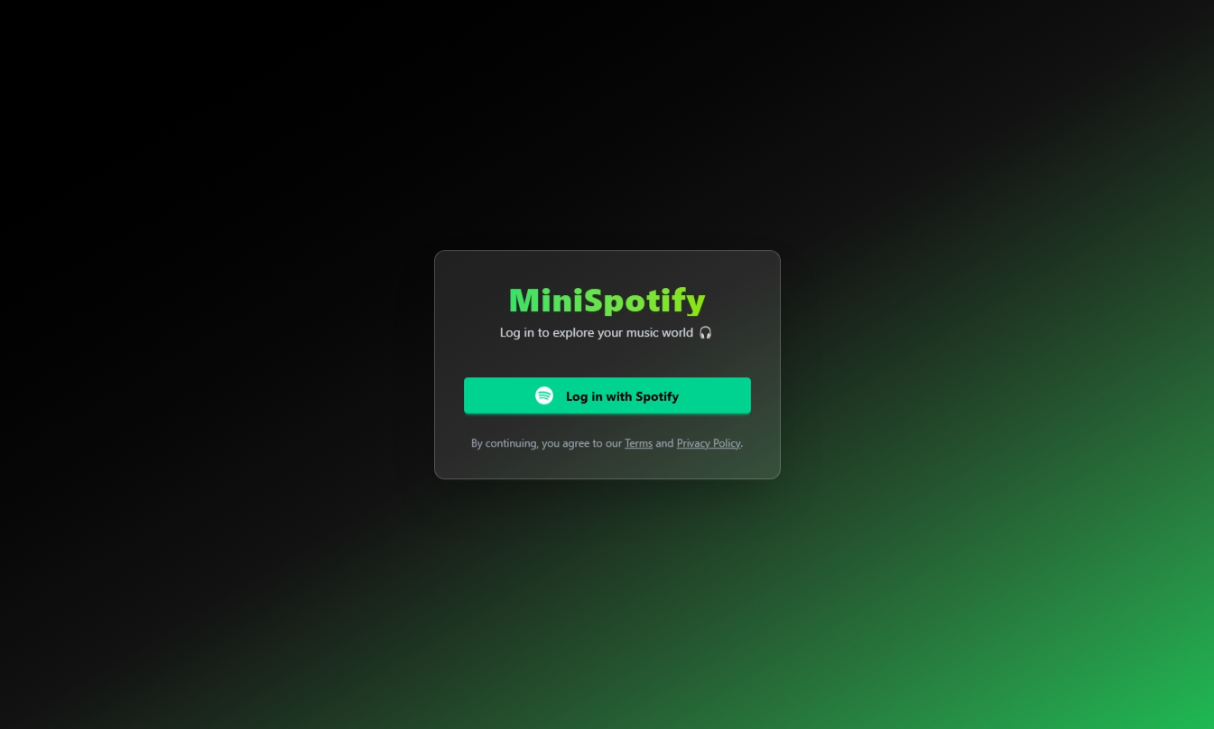 MiniSpotify
Log in to explore your music world 🎧
Log in with Spotify
By continuing, you agree to our Terms and Privacy Policy.